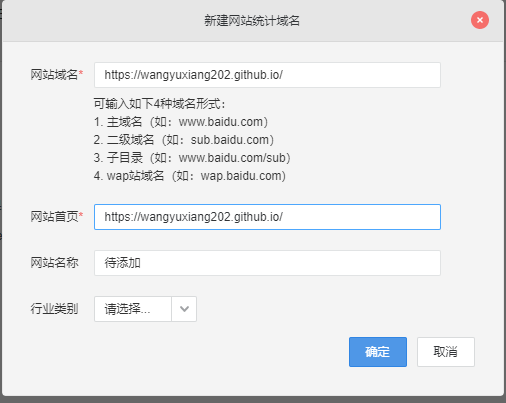 新建网站统计域名
网站域名* https://wangyuxiang202.github.io/
可输入如下4种域名形式：
1. 主域名（如：www.baidu.com）
2. 二级域名（如：sub.baidu.com）
3. 子目录（如：www.baidu.com/sub）
4. wap站域名（如：wap.baidu.com）
网站首页* https://wangyuxiang202.github.io/
网站名称 待添加
行业类别 请选择...
确定 取消